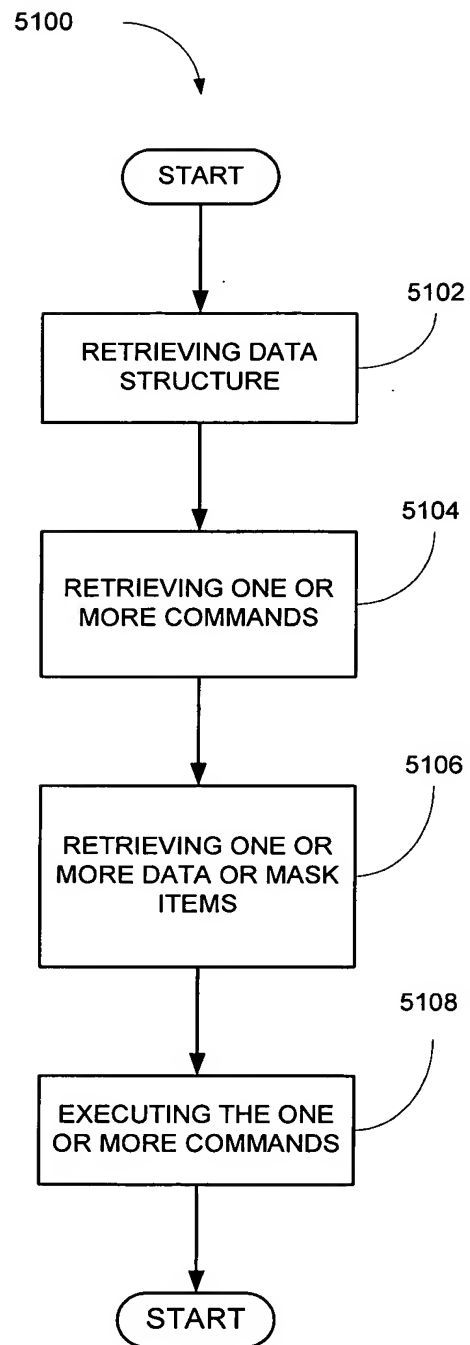 5100
START
5102
RETRIEVING DATA
STRUCTURE
5104
RETRIEVING ONE OR
MORE COMMANDS
5106
RETRIEVING ONE OR
MORE DATA OR MASK
ITEMS
5108
EXECUTING THE ONE
OR MORE COMMANDS
START